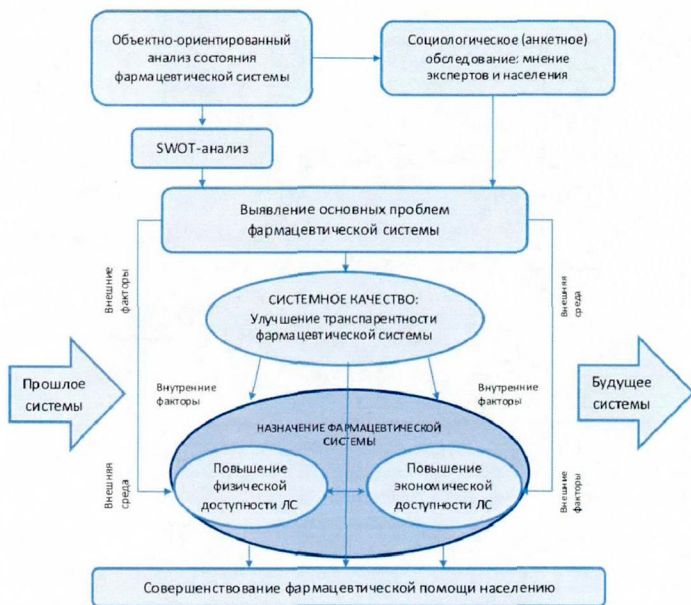 Объектно-ориентированный
анализ состояния
фармацевтической системы
Социологическое (анкетное)
обследование: мнение
экспертов и населения
SWOT-анализ
Выявление основных проблем
фармацевтической системы
Внешние
факторы
Внешняя
среда
СИСТЕМНОЕ КАЧЕСТВО:
Улучшение транспарентности
фармацевтической системы
Прошлое
системы
Будущее
системы
Внутренние
факторы
Внутренние
факторы
НАЗНАЧЕНИЕ ФАРМАЦЕВТИЧЕСКОЙ
СИСТЕМЫ
Внешняя
среда
Повышение
физической
доступности ЛС
Повышение
экономической
доступности ЛС
Внешние
факторы
Совершенствование фармацевтической помощи населению